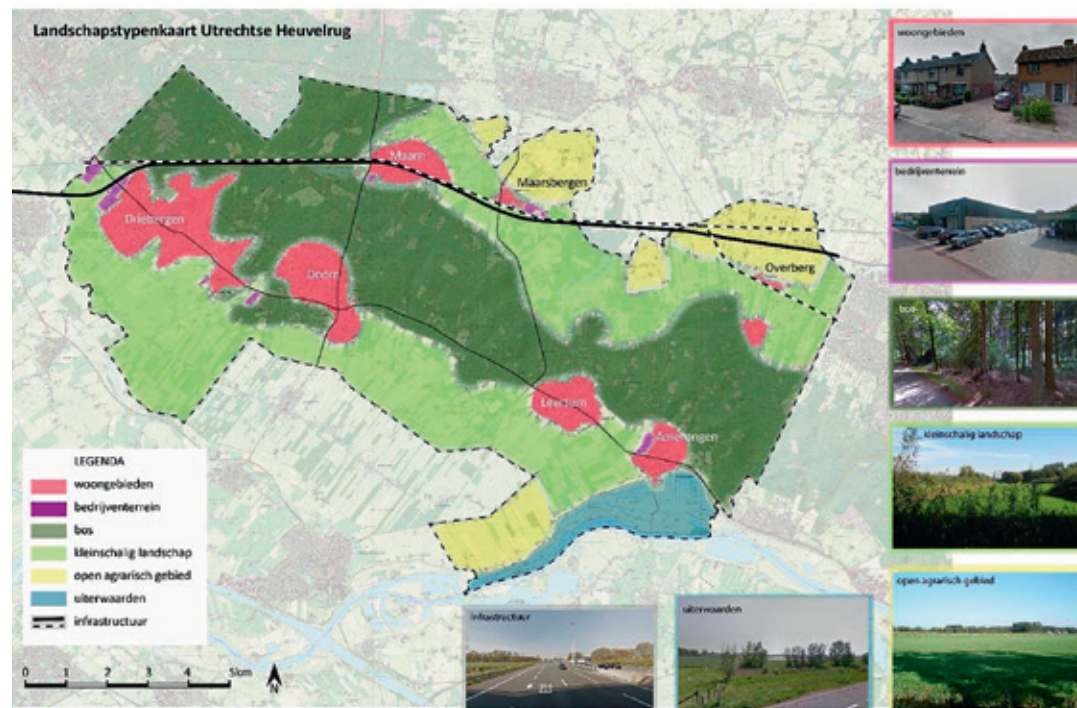 Landschapstypenkaart Utrechtse Heuvelrug
woongebieden
bedrijventerrein
bos
kleinschalig landschap
open agrarisch gebied
uiterwaarden
infrastructuur
Maarn
Maarsbergen
Driebergen
Doorn
Overberg
Leersum
Amerongen
LEGENDA
woongebieden
bedrijventerrein
bos
kleinschalig landschap
open agrarisch gebied
uiterwaarden
infrastructuur
0 1 2 3 4 5km
N